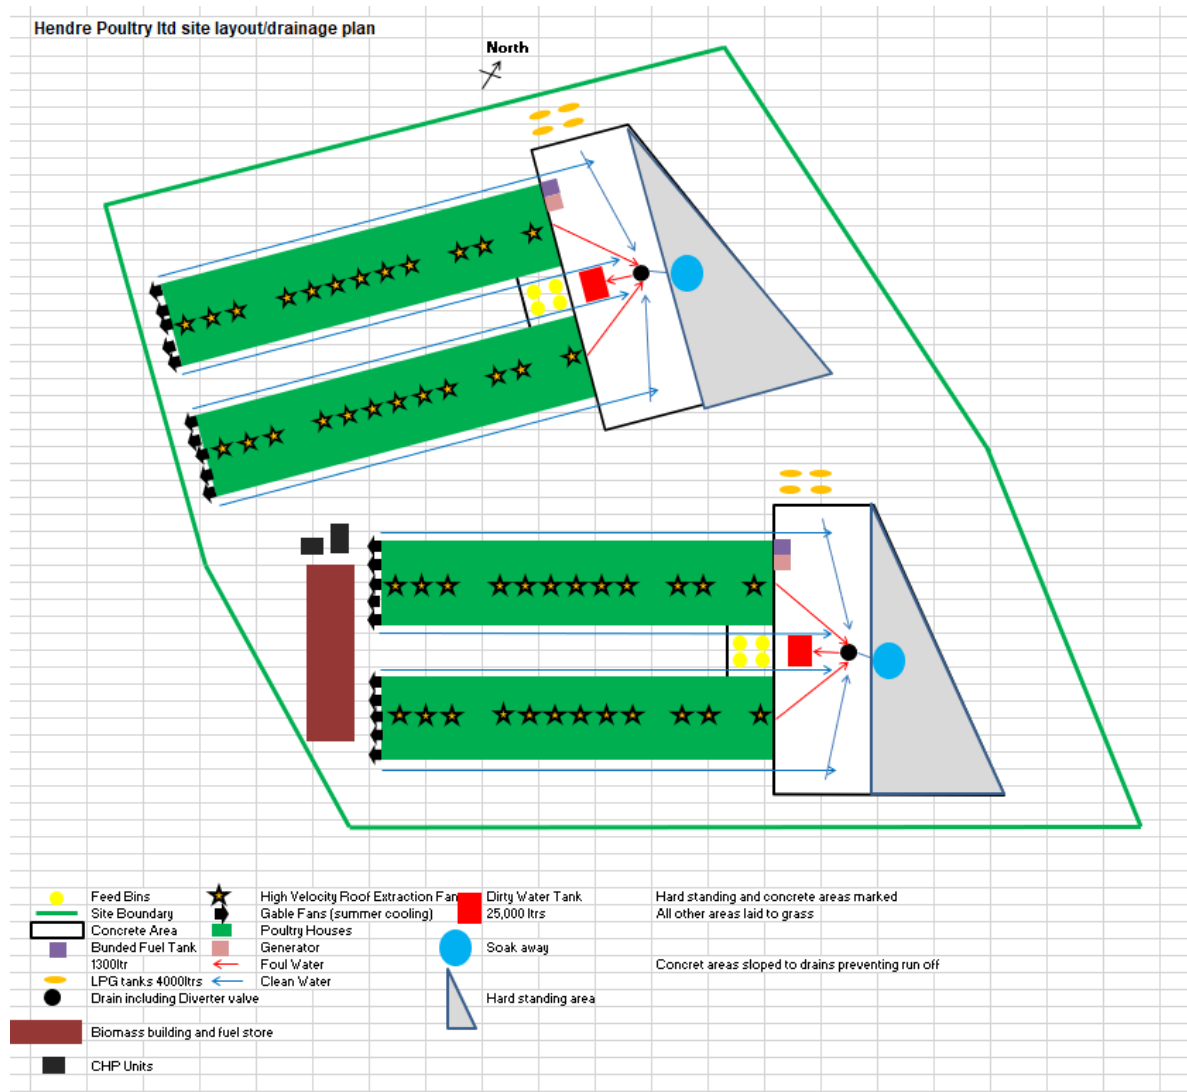 Hendre Poultry ltd site layout/drainage plan
North
Feed Bins
High Velocity Roof Extraction Fan
Dirty Water Tank
Hard standing and concrete areas marked
Site Boundary
Gable Fans (summer cooling)
25,000 ltrs
All other areas laid to grass
Concrete Area
Poultry Houses
Bunded Fuel Tank
Generator
Soak away
1300ltr
Foul Water
Concret areas sloped to drains preventing run off
LPG tanks 4000ltrs
Clean Water
Drain including Diverter valve
Hard standing area
Biomass building and fuel store
CHP Units